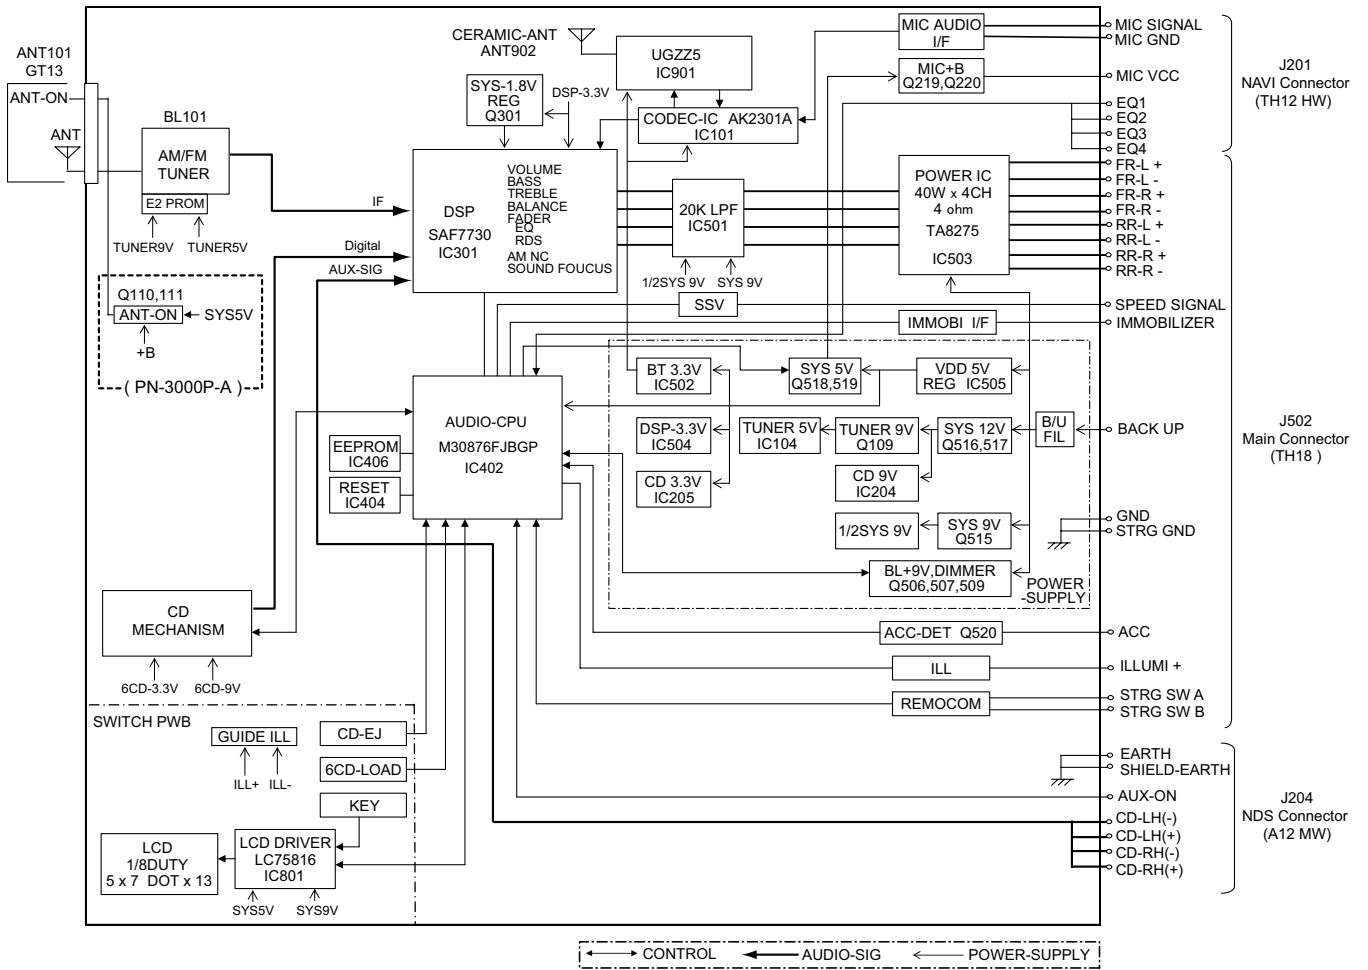 CERAMIC-ANT
ANT902
UGZZ5
IC901
MIC AUDIO
I/F
MIC SIGNAL
MIC GND
ANT101
GT13
ANT-ON
ANT
BL101
AM/FM
TUNER
E2 PROM
TUNER9V
TUNER5V
SYS-1.8V
REG
Q301
DSP-3.3V
CODEC-IC AK2301A
IC101
MIC+B
Q219,Q220
MIC VCC
EQ1
EQ2
EQ3
EQ4
J201
NAVI Connector
(TH12 HW)
IF
Digital
AUX-SIG
DSP
SAF7730
IC301
VOLUME
BASS
TREBLE
BALANCE
FADER
EQ
RDS
AM NC
SOUND FOUCUS
20K LPF
IC501
1/2SYS 9V
SYS 9V
POWER IC
40W x 4CH
4 ohm
TA8275
IC503
FR-L +
FR-L -
FR-R +
FR-R -
RR-L +
RR-L -
RR-R +
RR-R -
Q110,111
ANT-ON
SYS5V
+B
( PN-3000P-A )
SSV
SPEED SIGNAL
IMMOBI I/F
IMMOBILIZER
BT 3.3V
IC502
SYS 5V
Q518,519
VDD 5V
REG IC505
DSP-3.3V
IC504
TUNER 5V
IC104
TUNER 9V
Q109
SYS 12V
Q516,517
B/U
FIL
BACK UP
CD 3.3V
IC205
CD 9V
IC204
1/2SYS 9V
SYS 9V
Q515
BL+9V,DIMMER
Q506,507,509
POWER
-SUPPLY
GND
STRG GND
J502
Main Connector
(TH18 )
AUDIO-CPU
M30876FJBGP
IC402
EEPROM
IC406
RESET
IC404
CD
MECHANISM
6CD-3.3V
6CD-9V
ACC-DET Q520
ACC
ILL
ILLUMI +
REMOCOM
STRG SW A
STRG SW B
SWITCH PWB
GUIDE ILL
ILL+
ILL-
CD-EJ
6CD-LOAD
KEY
LCD
1/8DUTY
5 x 7 DOT x 13
LCD DRIVER
LC75816
IC801
SYS5V
SYS9V
EARTH
SHIELD-EARTH
AUX-ON
CD-LH(-)
CD-LH(+)
CD-RH(-)
CD-RH(+)
J204
NDS Connector
(A12 MW)
CONTROL
AUDIO-SIG
POWER-SUPPLY